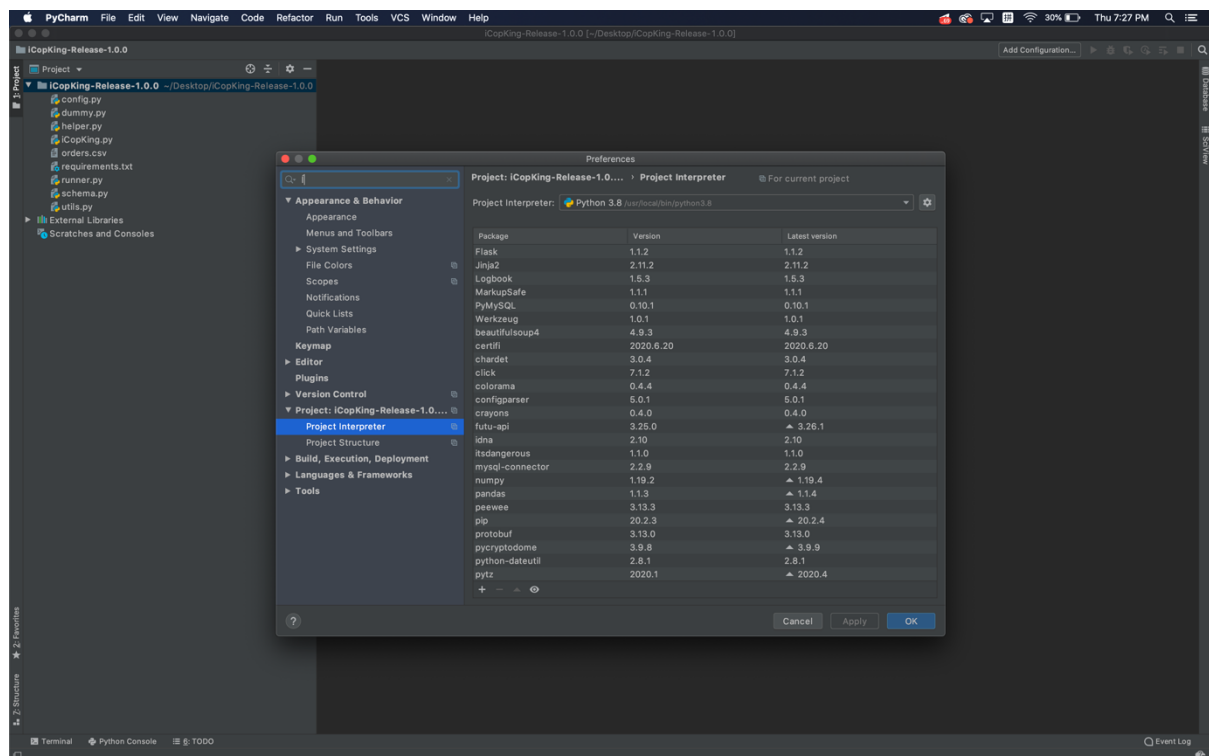 PyCharm File Edit View Navigate Code Refactor Run Tools VCS Window Help 30% Thu 7:27 PM
iCopKing-Release-1.0.0 [~/Desktop/iCopKing-Release-1.0.0]
iCopKing-Release-1.0.0
Add Configuration...
Project
iCopKing-Release-1.0.0 ~/Desktop/iCopKing-Release-1.0.0
config.py
dummy.py
helper.py
iCopKing.py
orders.csv
requirements.txt
runner.py
schema.py
utils.py
External Libraries
Scratches and Consoles
1: Project
2: Favorites
7: Structure
Database
SciView
Preferences
i
Appearance & Behavior
Appearance
Menus and Toolbars
System Settings
File Colors
Scopes
Notifications
Quick Lists
Path Variables
Keymap
Editor
Plugins
Version Control
Project: iCopKing-Release-1.0....
Project Interpreter
Project Structure
Build, Execution, Deployment
Languages & Frameworks
Tools
Project: iCopKing-Release-1.0.... › Project Interpreter For current project
Project Interpreter: Python 3.8 /usr/local/bin/python3.8
Package Version Latest version
Flask 1.1.2 1.1.2
Jinja2 2.11.2 2.11.2
Logbook 1.5.3 1.5.3
MarkupSafe 1.1.1 1.1.1
PyMySQL 0.10.1 0.10.1
Werkzeug 1.0.1 1.0.1
beautifulsoup4 4.9.3 4.9.3
certifi 2020.6.20 2020.6.20
chardet 3.0.4 3.0.4
click 7.1.2 7.1.2
colorama 0.4.4 0.4.4
configparser 5.0.1 5.0.1
crayons 0.4.0 0.4.0
futu-api 3.25.0 3.26.1
idna 2.10 2.10
itsdangerous 1.1.0 1.1.0
mysql-connector 2.2.9 2.2.9
numpy 1.19.2 1.19.4
pandas 1.1.3 1.1.4
peewee 3.13.3 3.13.3
pip 20.2.3 20.2.4
protobuf 3.13.0 3.13.0
pycryptodome 3.9.8 3.9.9
python-dateutil 2.8.1 2.8.1
pytz 2020.1 2020.4
? Cancel Apply OK
Terminal Python Console 6: TODO Event Log